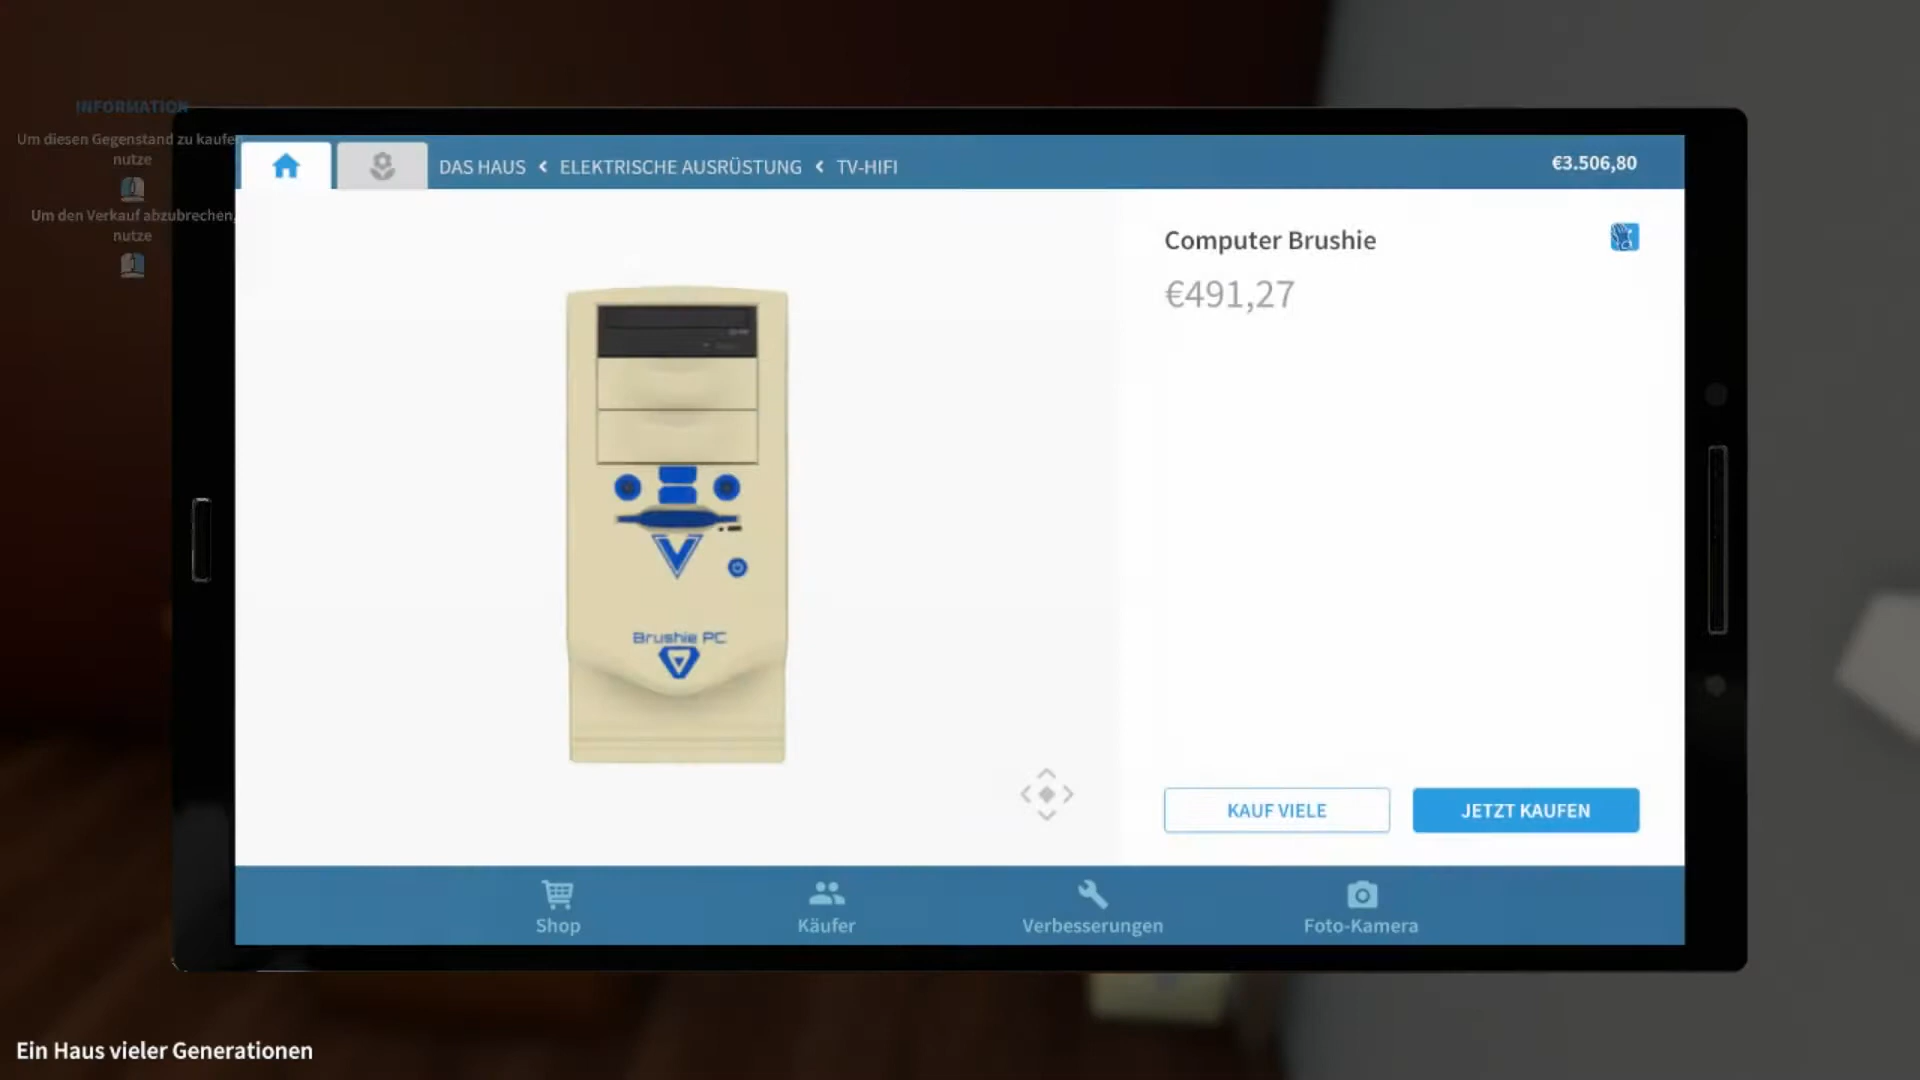 INFORMATION
Um diesen Gegenstand zu kaufen,
nutze
Um den Verkauf abzubrechen,
nutze
DAS HAUS < ELEKTRISCHE AUSRÜSTUNG < TV-HIFI
€3.506,80
Computer Brushie
€491,27
Brushie PC
KAUF VIELE
JETZT KAUFEN
Shop
Käufer
Verbesserungen
Foto-Kamera
Ein Haus vieler Generationen